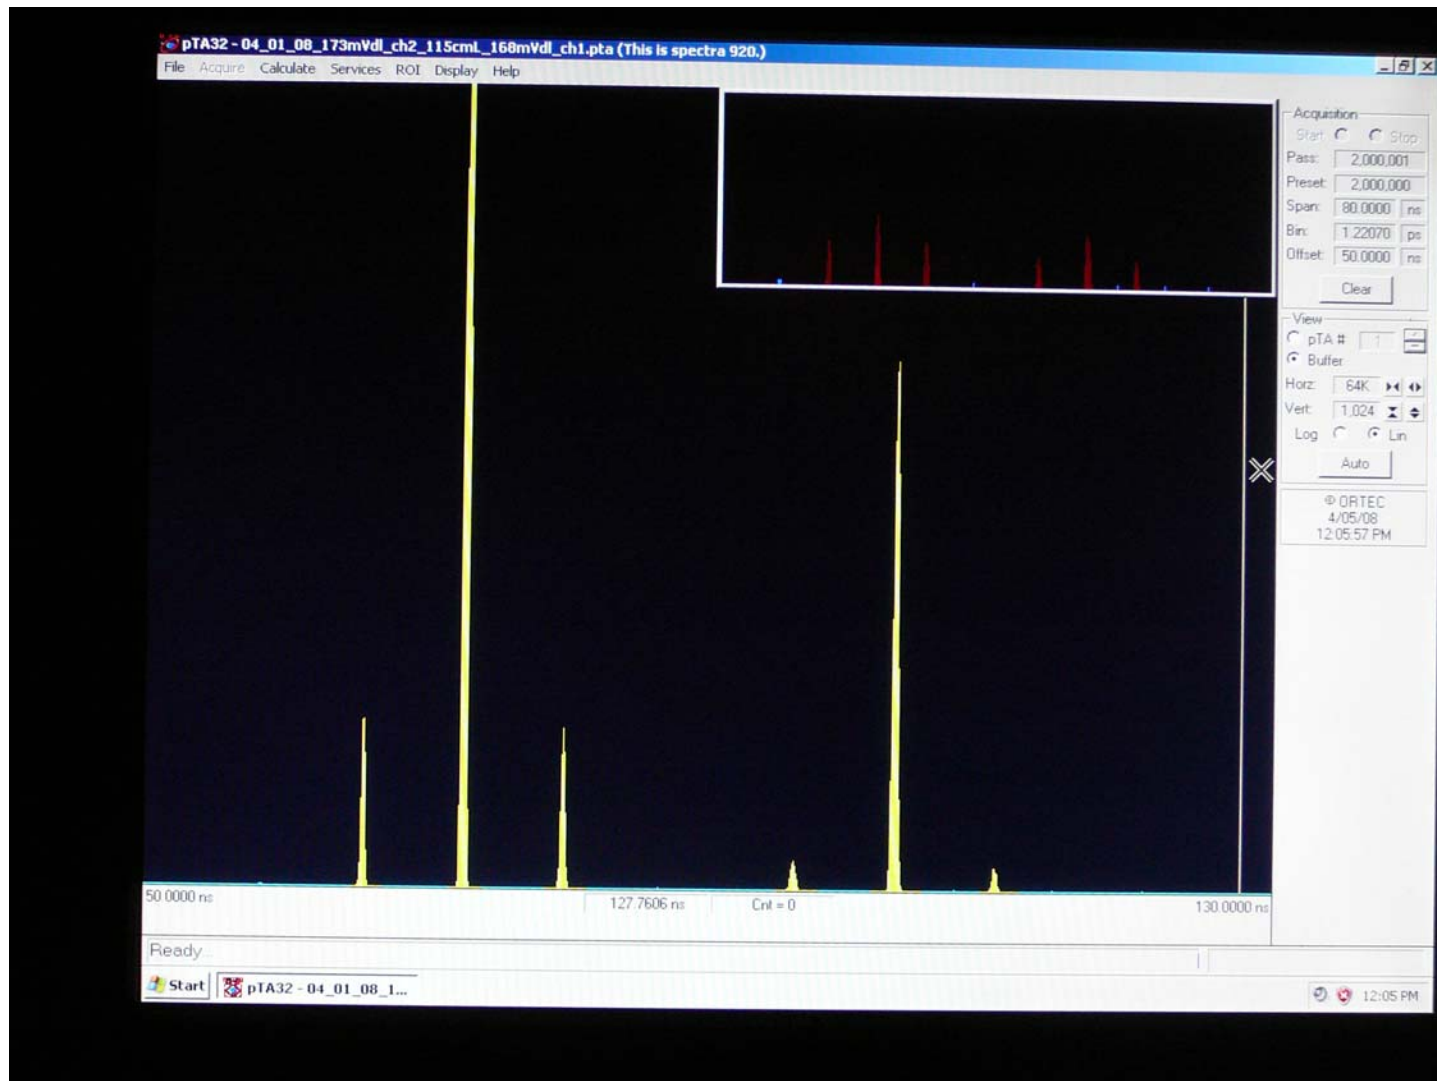 pTA32 - 04_01_08_173mVdl_ch2_115cmL_168mVdl_ch1.pta (This is spectra 920.)
File Acquire Calculate Services ROI Display Help
Acquisition
Start Stop
Pass: 2,000,001
Preset: 2,000,000
Span: 80.0000 ns
Bin: 1.22070 ps
Offset: 50.0000 ns
Clear
View
pTA # 1
Buffer
Horz: 64K
Vert: 1,024
Log Lin
Auto
ORTEC
4/05/08
12:05:57 PM
50.0000 ns 127.7606 ns Cnt = 0 130.0000 ns
Ready...
Start pTA32 - 04_01_08_1... 12:05 PM